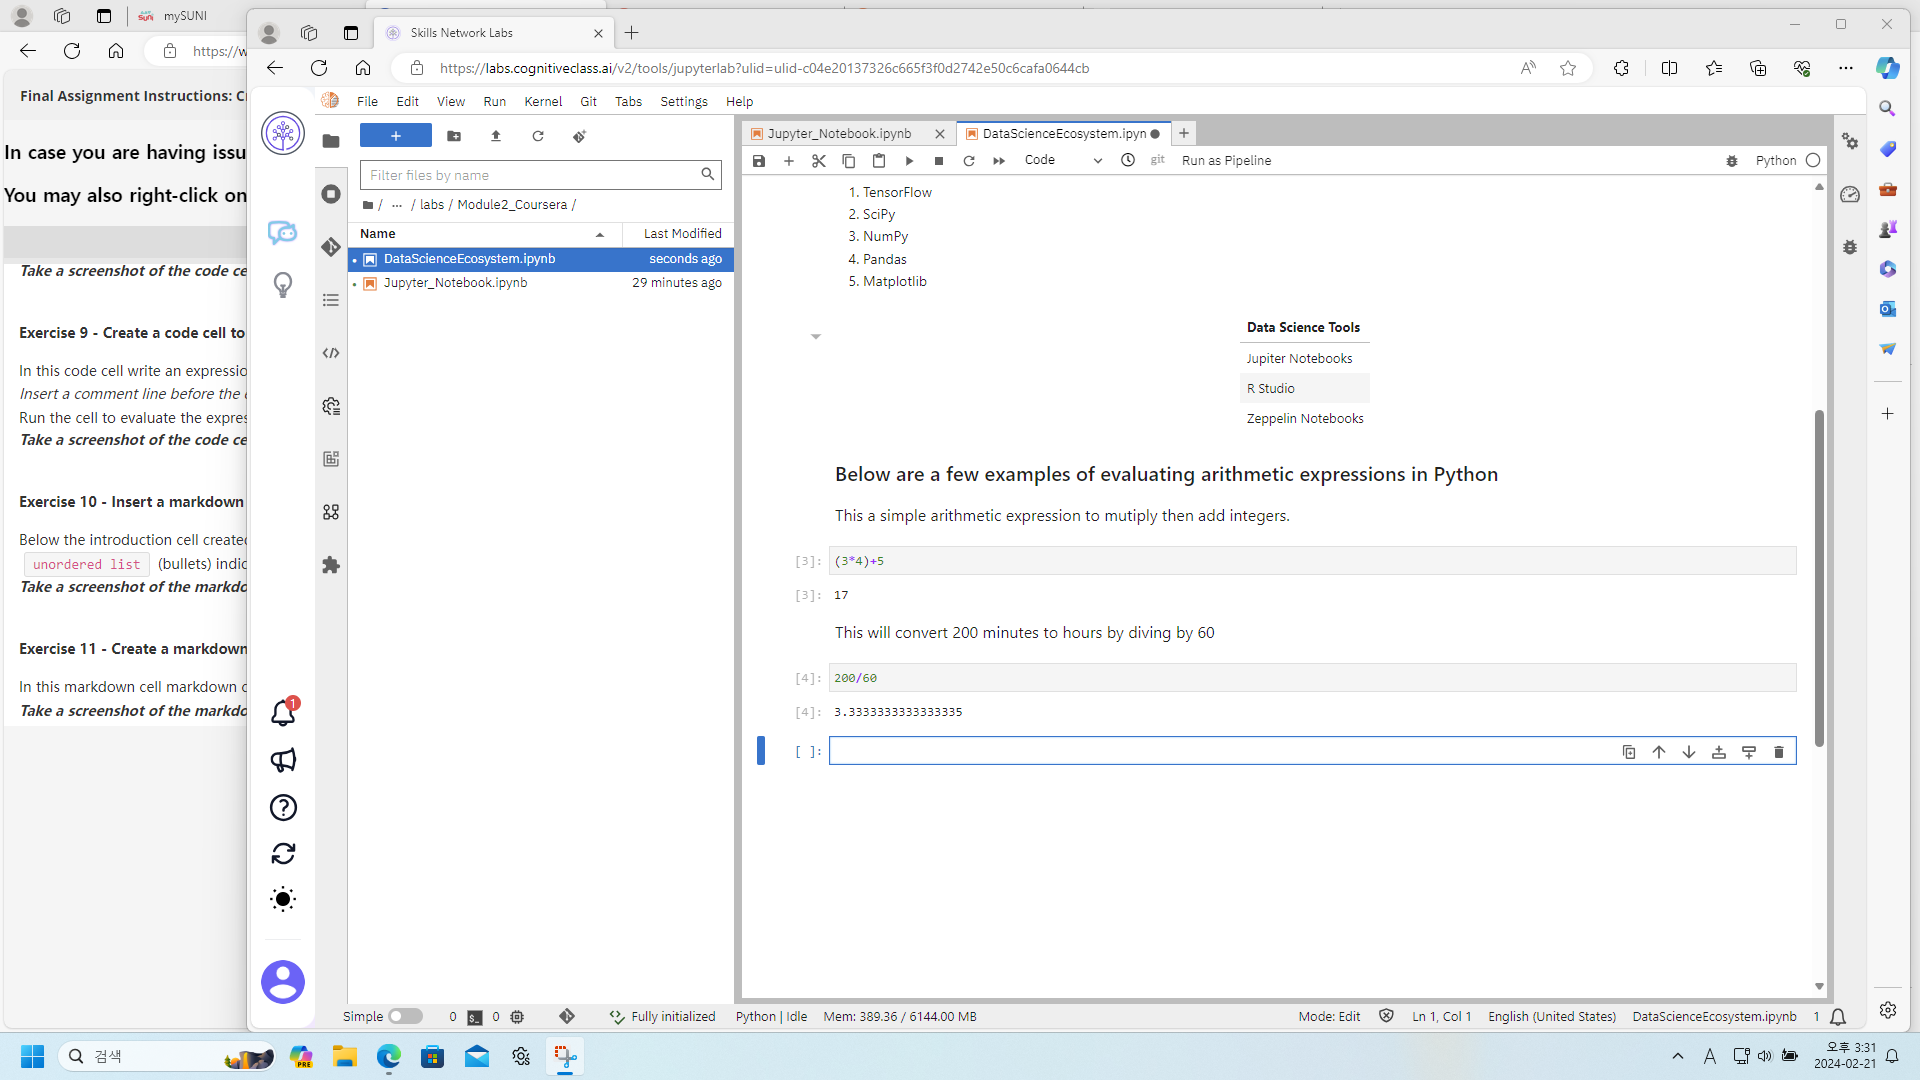 mySUNI
https://w
Final Assignment Instructions: Cr
In case you are having issu
You may also right-click on
Take a screenshot of the code ce
Exercise 9 - Create a code cell to
In this code cell write an expressio
Insert a comment line before the
Run the cell to evaluate the expres
Take a screenshot of the code ce
Exercise 10 - Insert a markdown
Below the introduction cell created
unordered list (bullets) indic
Take a screenshot of the markdo
Exercise 11 - Create a markdown
In this markdown cell markdown c
Take a screenshot of the markdo
Skills Network Labs
https://labs.cognitiveclass.ai/v2/tools/jupyterlab?ulid=ulid-c04e20137326c665f3f0d2742e50c6cafa0644cb
File Edit View Run Kernel Git Tabs Settings Help
Filter files by name
/ ... / labs / Module2_Coursera /
Name Last Modified
DataScienceEcosystem.ipynb seconds ago
Jupyter_Notebook.ipynb 29 minutes ago
Jupyter_Notebook.ipynb DataScienceEcosystem.ipyn
Code git Run as Pipeline Python
1. TensorFlow
2. SciPy
3. NumPy
4. Pandas
5. Matplotlib
Data Science Tools
Jupiter Notebooks
R Studio
Zeppelin Notebooks
Below are a few examples of evaluating arithmetic expressions in Python
This a simple arithmetic expression to mutiply then add integers.
[3]: (3*4)+5
[3]: 17
This will convert 200 minutes to hours by diving by 60
[4]: 200/60
[4]: 3.3333333333333335
[ ]:
1
Simple 0 $_ 0 Fully initialized Python | Idle Mem: 389.36 / 6144.00 MB Mode: Edit Ln 1, Col 1 English (United States) DataScienceEcosystem.ipynb 1
검색
PRE
A
오후 3:31
2024-02-21